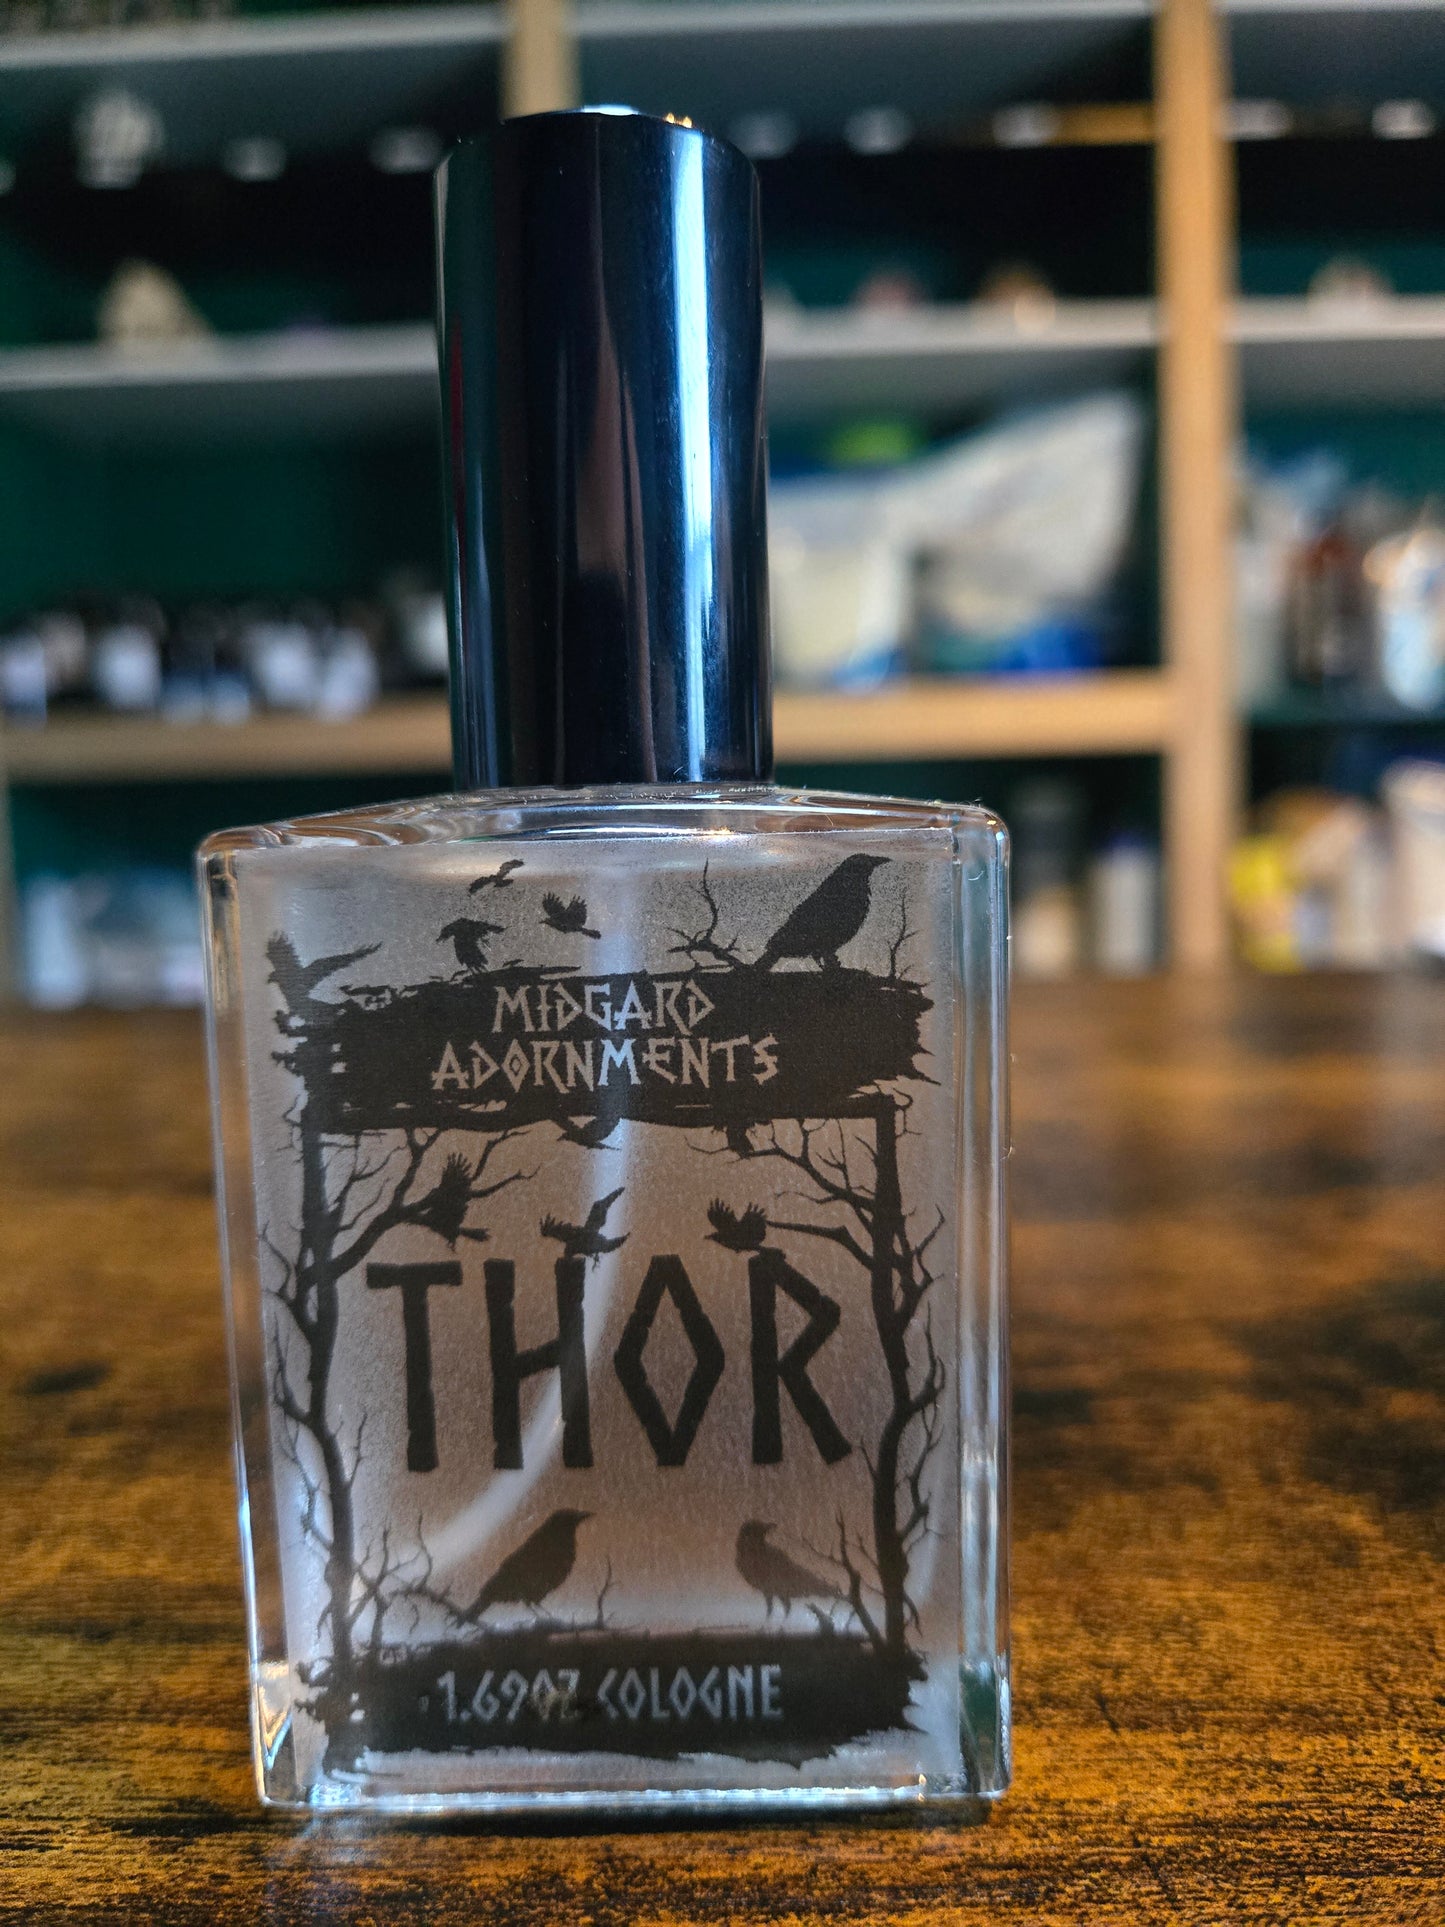 MIDGARD
ADORNMENTS
THOR
1.69OZ COLOGNE